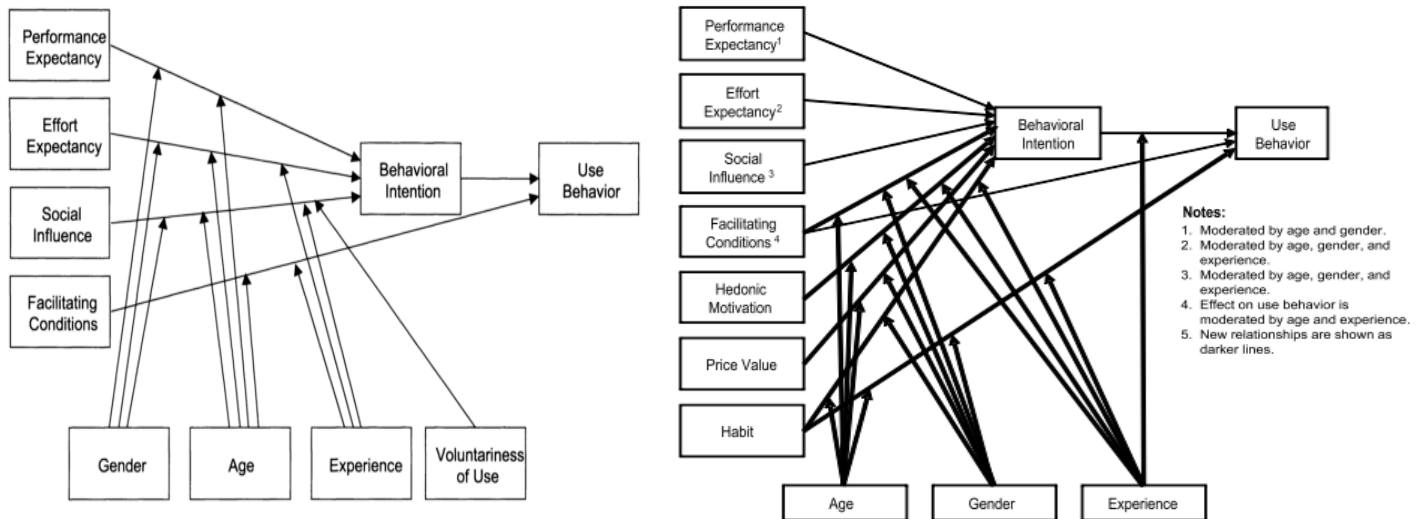 Performance
Expectancy
Effort
Expectancy
Social
Influence
Facilitating
Conditions
Behavioral
Intention
Use
Behavior
Gender
Age
Experience
Voluntariness
of Use
Performance
Expectancy1
Effort
Expectancy2
Social
Influence 3
Facilitating
Conditions 4
Hedonic
Motivation
Price Value
Habit
Behavioral
Intention
Use
Behavior
Notes:
1. Moderated by age and gender.
2. Moderated by age, gender, and
experience.
3. Moderated by age, gender, and
experience.
4. Effect on use behavior is
moderated by age and experience.
5. New relationships are shown as
darker lines.
Age
Gender
Experience